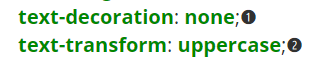 text-decoration: none;❶
text-transform: uppercase;❷